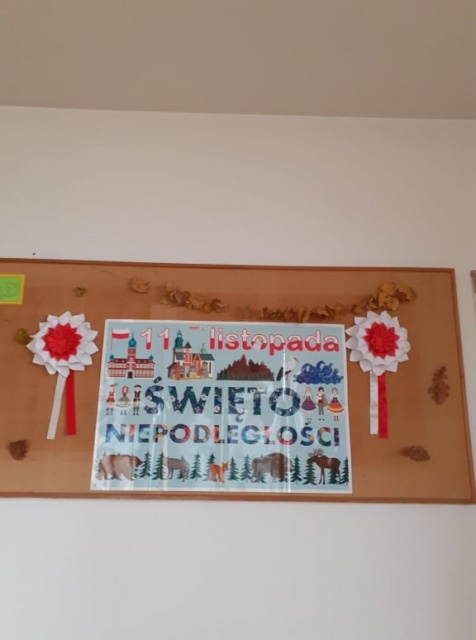 11 listopada
ŚWIĘTO
NIEPODLEGŁOŚCI